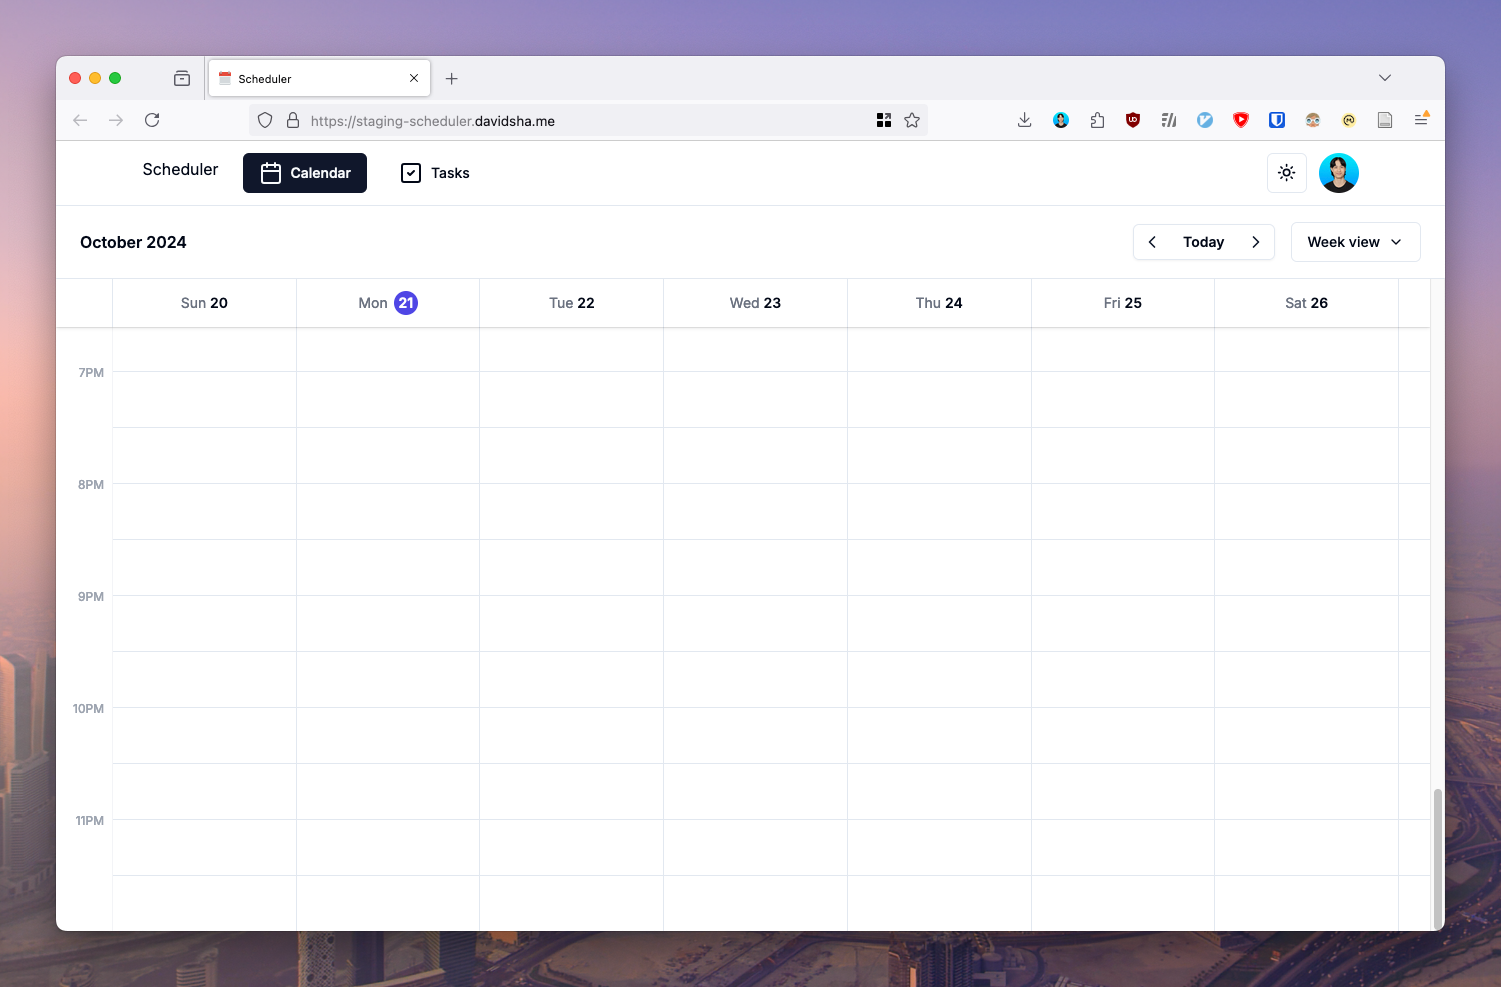 Scheduler
https://staging-scheduler.davidsha.me
Scheduler
Calendar
Tasks
October 2024
Today
Week view
Sun 20
Mon 21
Tue 22
Wed 23
Thu 24
Fri 25
Sat 26
7PM
8PM
9PM
10PM
11PM